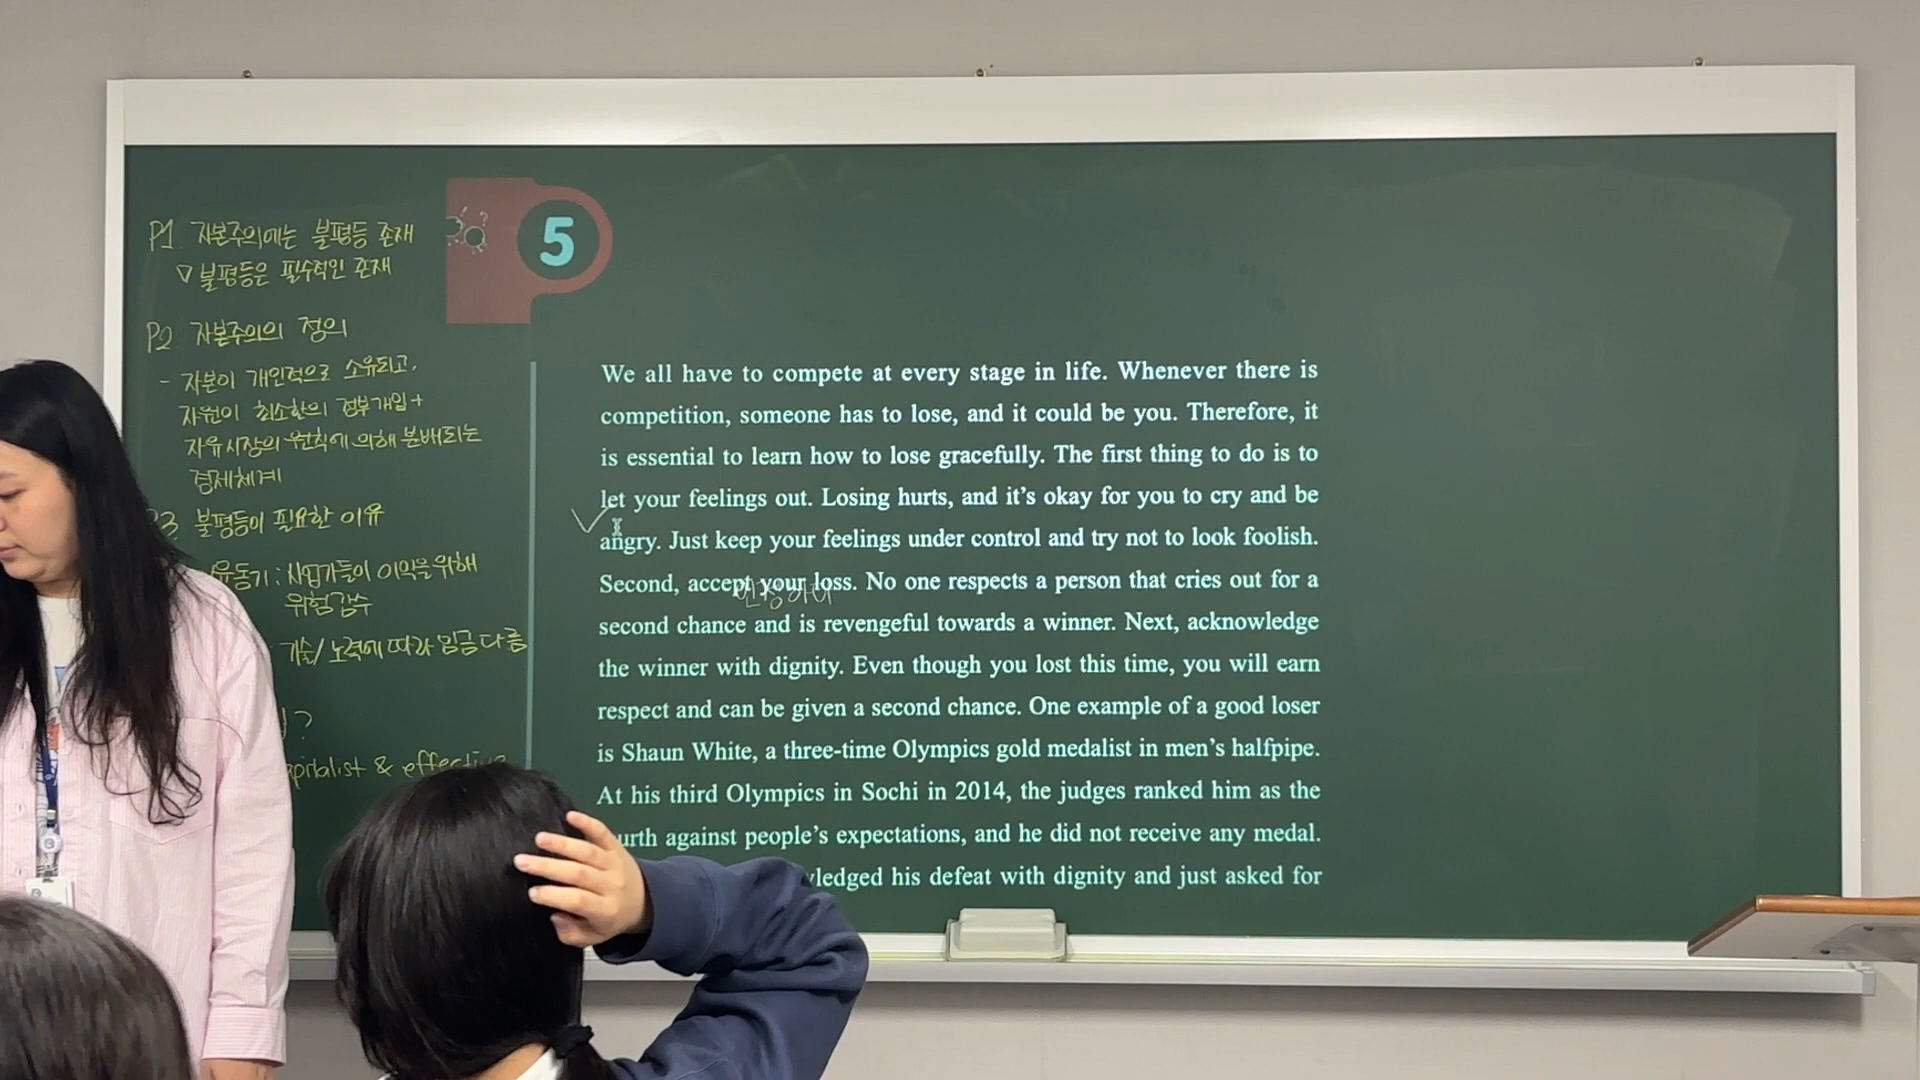 P1 자본주의에는 불평등 존재
▽ 불평등은 필수적인 존재
P2 자본주의의 정의
- 자본이 개인적으로 소유되고,
자원이 최소한의 정부개입+
자유시장의 원칙에 의해 분배되는
경제체계
3. 불평등이 필요한 이유
윤동기 : 사업가들이 이익을 위해
위험감수
기술/노력에 따라 임금 다름
?
& effective
5
We all have to compete at every stage in life. Whenever there is
competition, someone has to lose, and it could be you. Therefore, it
is essential to learn how to lose gracefully. The first thing to do is to
let your feelings out. Losing hurts, and it's okay for you to cry and be
angry. Just keep your feelings under control and try not to look foolish.
Second, accept your loss. No one respects a person that cries out for a
second chance and is revengeful towards a winner. Next, acknowledge
the winner with dignity. Even though you lost this time, you will earn
respect and can be given a second chance. One example of a good loser
is Shaun White, a three-time Olympics gold medalist in men's halfpipe.
At his third Olympics in Sochi in 2014, the judges ranked him as the
urth against people's expectations, and he did not receive any medal.
ledged his defeat with dignity and just asked for